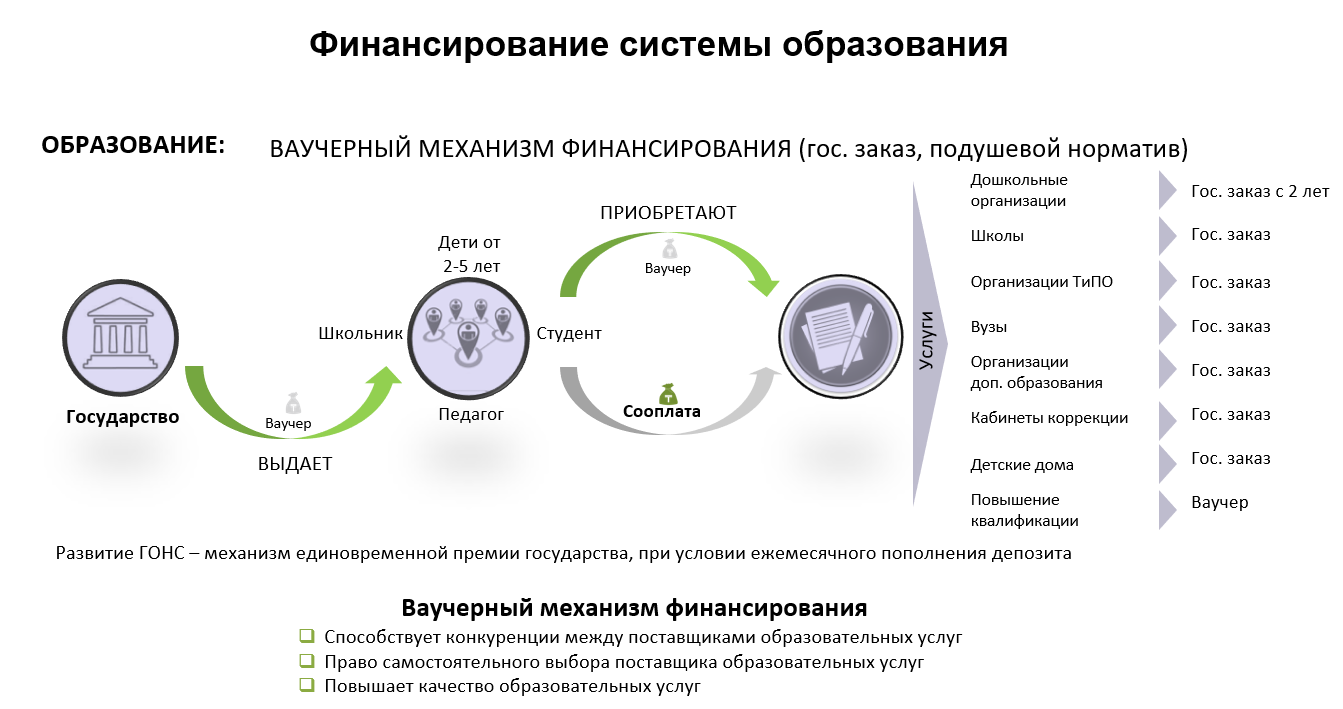 Финансирование системы образования
ОБРАЗОВАНИЕ:
ВАУЧЕРНЫЙ МЕХАНИЗМ ФИНАНСИРОВАНИЯ (гос. заказ, подушевой норматив)
Государство
Ваучер
ВЫДАЕТ
Дети от
2-5 лет
Школьник
Студент
Педагог
ПРИОБРЕТАЮТ
Ваучер
Сооплата
Услуги
Дошкольные
организации
Гос. заказ с 2 лет
Школы
Гос. заказ
Организации ТиПО
Гос. заказ
Вузы
Гос. заказ
Организации
доп. образования
Гос. заказ
Кабинеты коррекции
Гос. заказ
Детские дома
Гос. заказ
Повышение
квалификации
Ваучер
Развитие ГОНС – механизм единовременной премии государства, при условии ежемесячного пополнения депозита
Ваучерный механизм финансирования
Способствует конкуренции между поставщиками образовательных услуг
Право самостоятельного выбора поставщика образовательных услуг
Повышает качество образовательных услуг